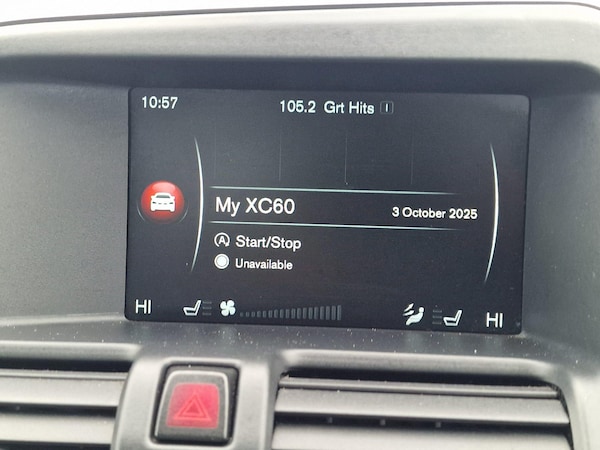 10:57 105.2 Grt Hits
My XC60 3 October 2025
Start/Stop
Unavailable
HI HI